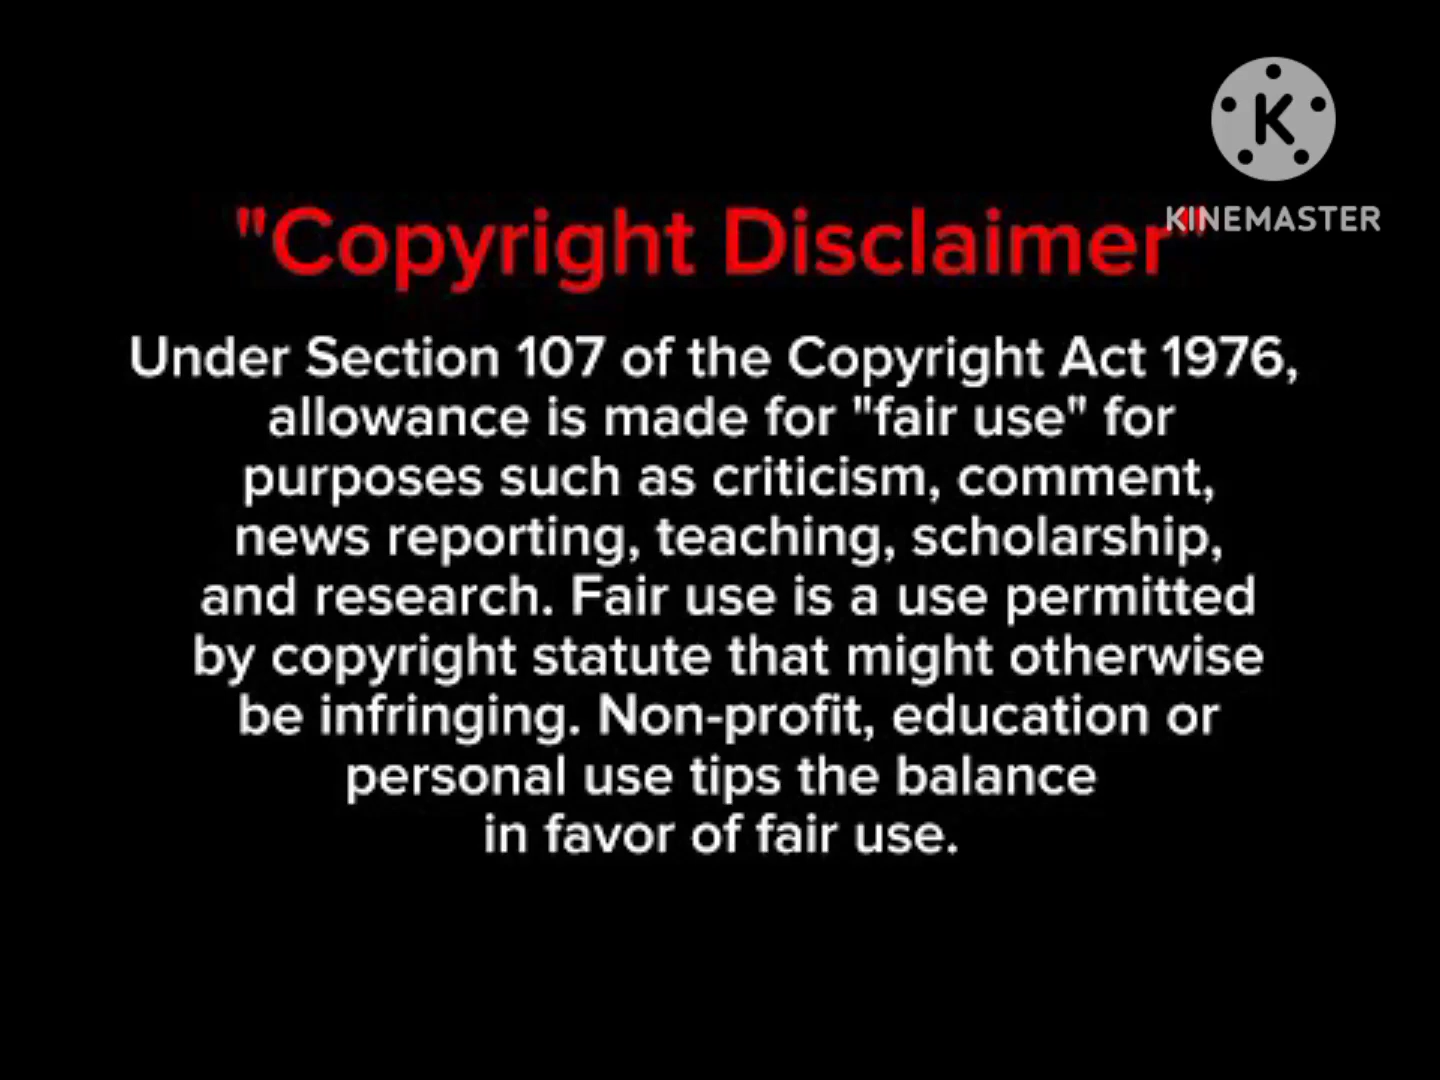 K
KINEMASTER
"Copyright Disclaimer"
Under Section 107 of the Copyright Act 1976,
allowance is made for "fair use" for
purposes such as criticism, comment,
news reporting, teaching, scholarship,
and research. Fair use is a use permitted
by copyright statute that might otherwise
be infringing. Non-profit, education or
personal use tips the balance
in favor of fair use.